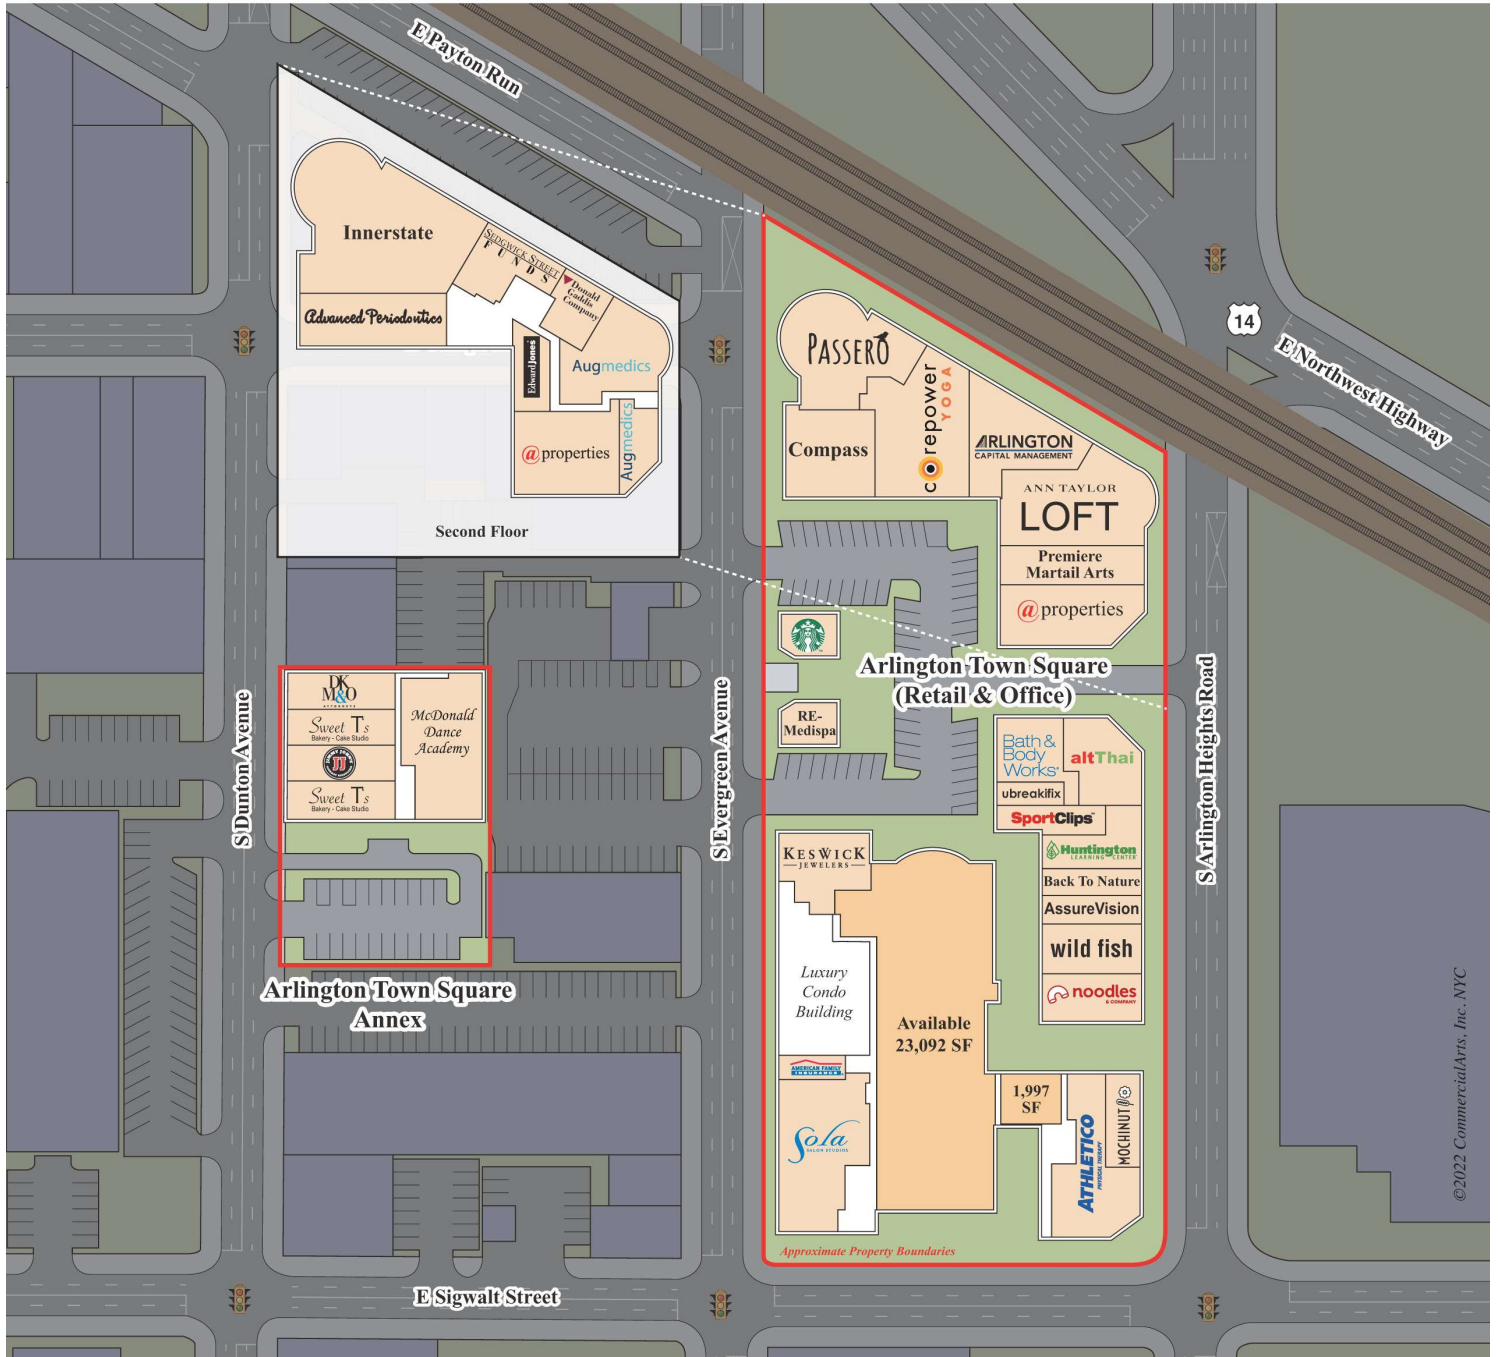 E Payton Run
Innerstate
SEDGWICK STREET
FUNDS
Donald
Gaddis
Company
Advanced Periodontics
EdwardJones
Augmedics
@properties
Augmedics
Second Floor
14
E Northwest Highway
PASSERO
Compass
corepower
YOGA
ARLINGTON
CAPITAL MANAGEMENT
ANN TAYLOR
LOFT
Premiere
Martail Arts
@properties
Arlington Town Square
(Retail & Office)
RE-
Medispa
S Dunton Avenue
S Evergreen Avenue
S Arlington Heights Road
DK
M&O
ATTORNEYS
Sweet T's
Bakery - Cake Studio
JIMMY JOHN'S
JJ
Sweet T's
Bakery - Cake Studio
McDonald
Dance
Academy
Arlington Town Square
Annex
Bath &
Body
Works
altThai
ubreakifix
SportClips
Huntington
LEARNING CENTER
Back To Nature
AssureVision
wild fish
noodles
& COMPANY
KESWICK
JEWELERS
Luxury
Condo
Building
Available
23,092 SF
AMERICAN FAMILY
INSURANCE
Sola
SALON STUDIOS
1,997
SF
ATHLETICO
PHYSICAL THERAPY
MOCHINUT
Approximate Property Boundaries
E Sigwalt Street
©2022 CommercialArts, Inc. NYC